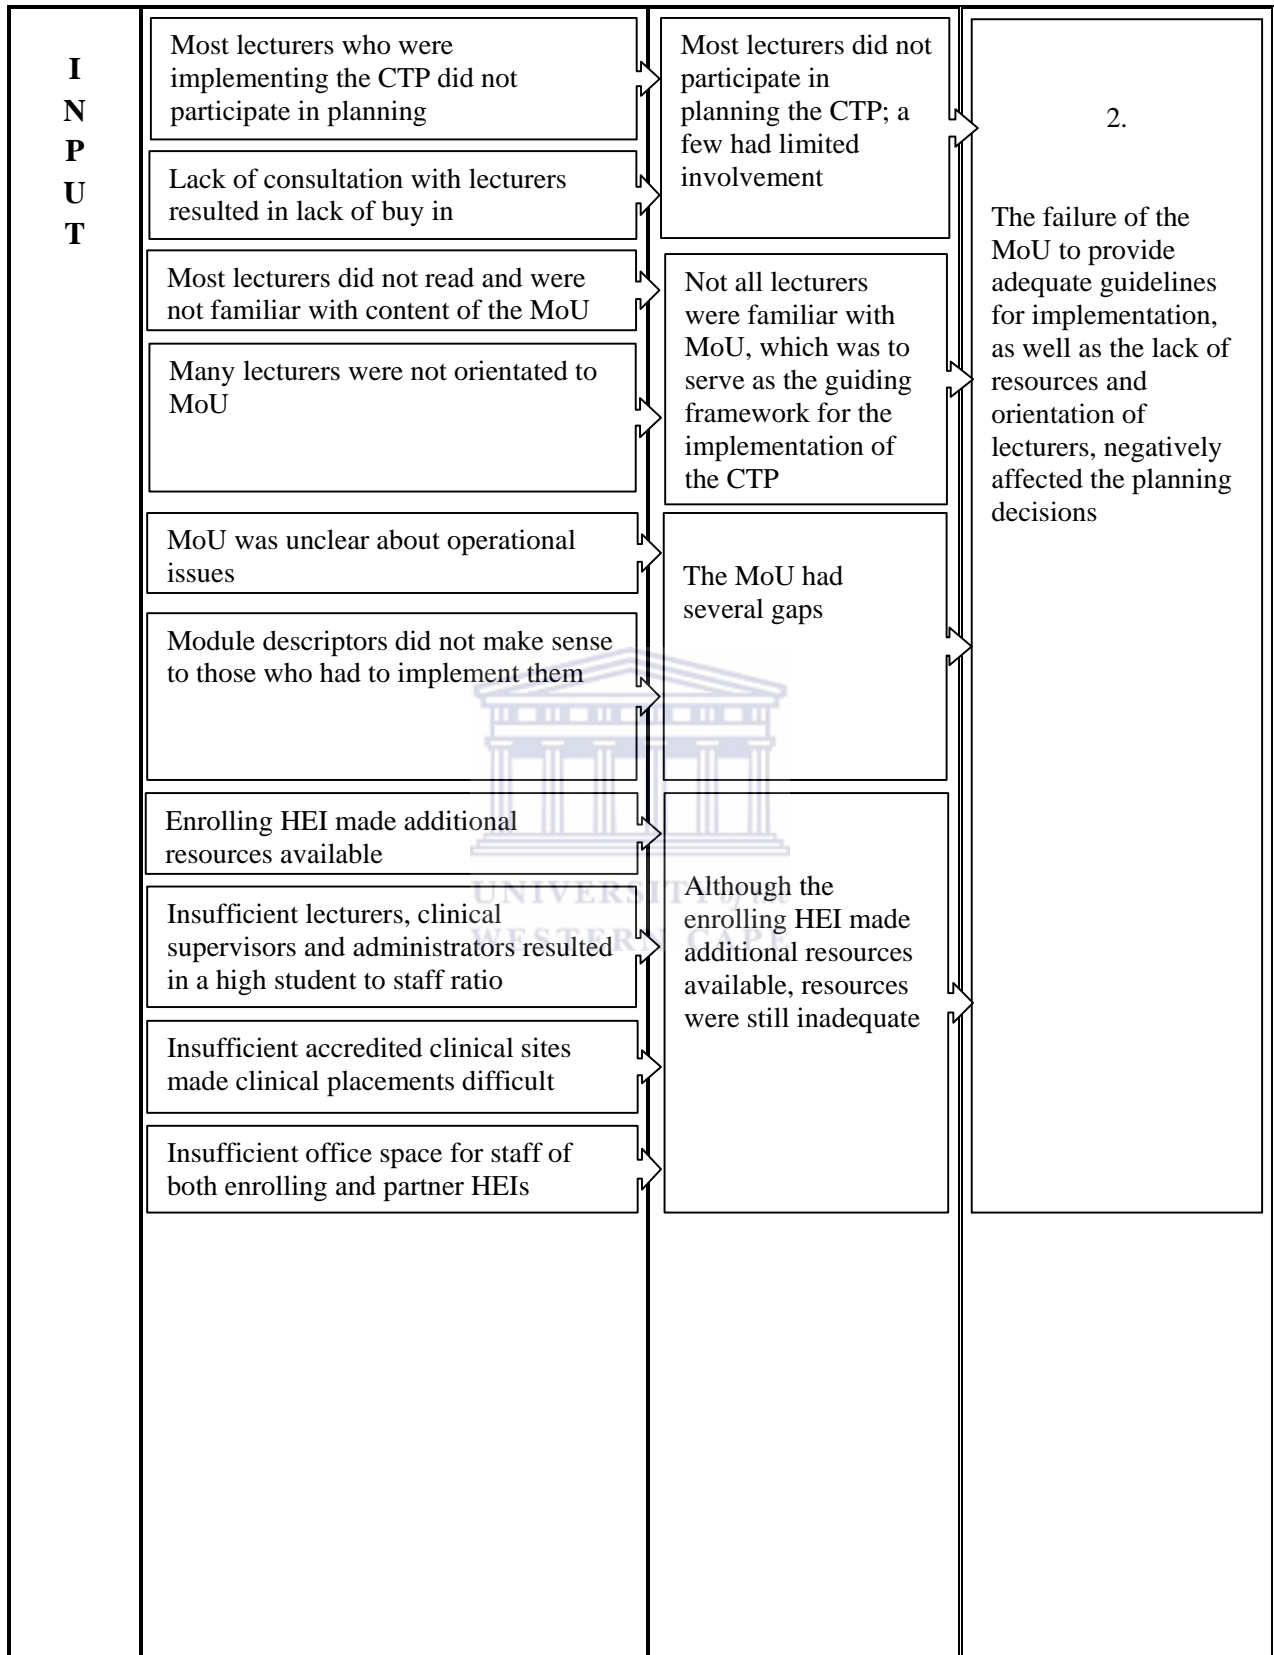 I
N
P
U
T
Most lecturers who were
implementing the CTP did not
participate in planning
Lack of consultation with lecturers
resulted in lack of buy in
Most lecturers did not read and were
not familiar with content of the MoU
Many lecturers were not orientated to
MoU
MoU was unclear about operational
issues
Module descriptors did not make sense
to those who had to implement them
Enrolling HEI made additional
resources available
Insufficient lecturers, clinical
supervisors and administrators resulted
in a high student to staff ratio
Insufficient accredited clinical sites
made clinical placements difficult
Insufficient office space for staff of
both enrolling and partner HEIs
Most lecturers did not
participate in
planning the CTP; a
few had limited
involvement
Not all lecturers
were familiar with
MoU, which was to
serve as the guiding
framework for the
implementation of
the CTP
The MoU had
several gaps
Although the
enrolling HEI made
additional resources
available, resources
were still inadequate
2.
The failure of the
MoU to provide
adequate guidelines
for implementation,
as well as the lack of
resources and
orientation of
lecturers, negatively
affected the planning
decisions
UNIVERSITY of the
WESTERN CAPE